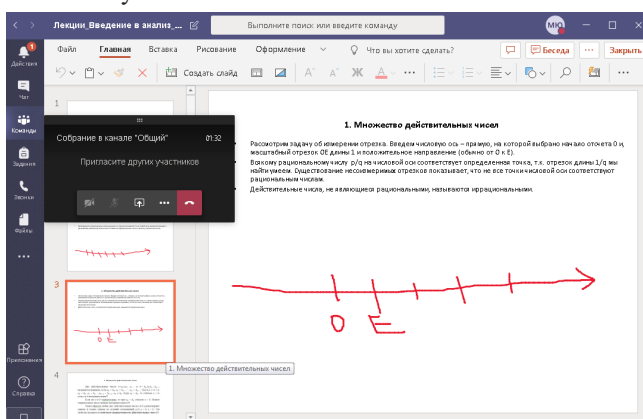 Лекции_Введение в анализ_...
Выполните поиск или введите команду
МЮ
Действия
Чат
Команды
Задания
Звонки
Файлы
Приложения
Справка
Файл Главная Вставка Рисование Оформление
Что вы хотите сделать?
Беседа
Закрыть
Создать слайд
Ж А
1
Собрание в канале "Общий" 01:32
Пригласите других участников
1. Множество действительных чисел
Рассмотрим задачу об измерении отрезка. Введем числовую ось – прямую, на которой выбрано начало отсчета 0 и,
масштабный отрезок OE длины 1 и положительное направление (обычно от O к E).
Всякому рациональному числу p/q на числовой оси соответствует определенная точка, т.к. отрезок длины 1/q мы
найти умеем. Существование несоизмеримых отрезков показывает, что не все точки числовой оси соответствуют
рациональным числам.
Действительные числа, не являющиеся рациональными, называются иррациональными.
O E
3
O E
1. Множество действительных чисел
4